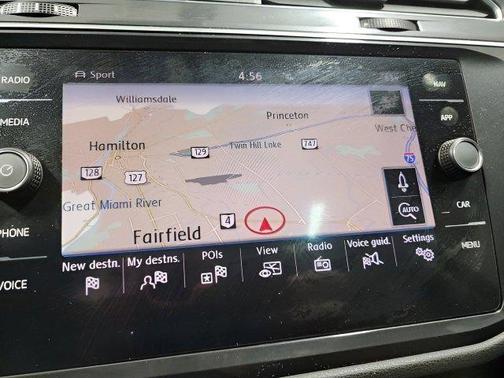 RADIO
Sport
4:56
NAV
Williamsdale
MEDIA
Princeton
APP
West Che
Hamilton
129
Twin Hill Lake
747
75
128
127
Great Miami River
AUTO
CAR
4
PHONE
Fairfield
New destn.
My destns.
POIs
View
Radio
Voice guid.
Settings
MENU
VOICE